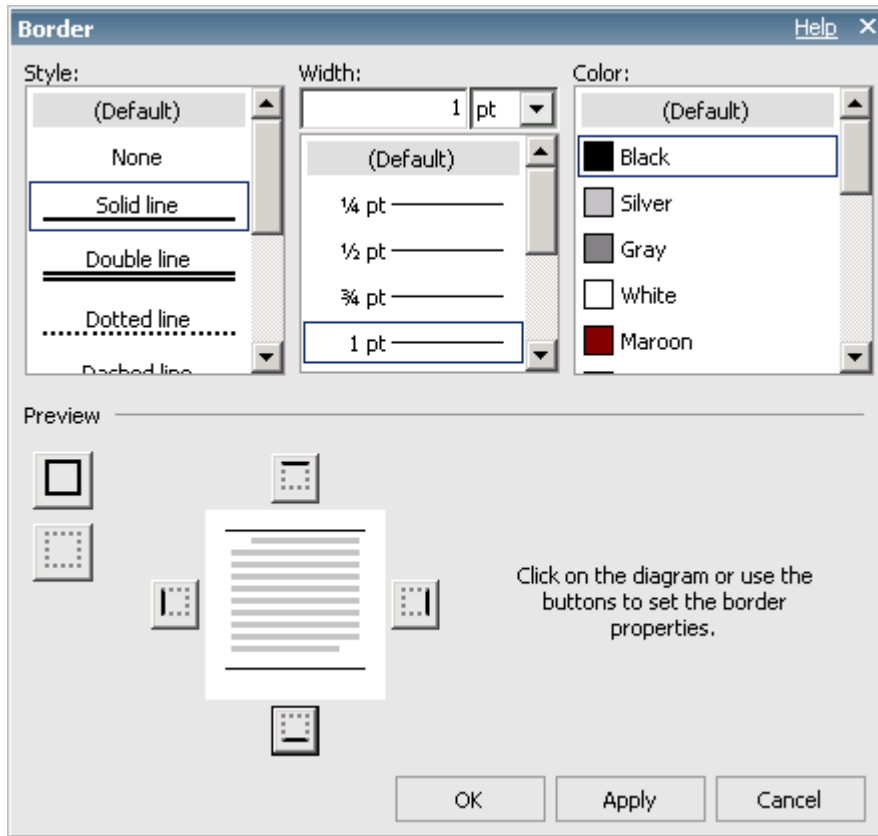 Border
Help
Style:
(Default)
None
Solid line
Double line
Dotted line
Dashed line
Width:
1 pt
(Default)
¼ pt
½ pt
¾ pt
1 pt
Color:
(Default)
Black
Silver
Gray
White
Maroon
Preview
Click on the diagram or use the
buttons to set the border
properties.
OK
Apply
Cancel